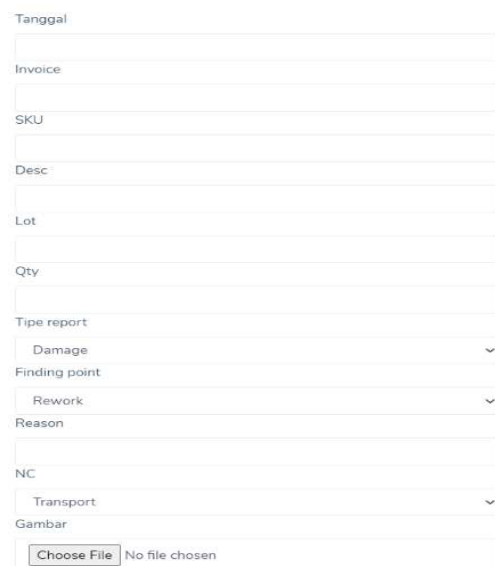 Tanggal
Invoice
SKU
Desc
Lot
Qty
Tipe report
Damage
Finding point
Rework
Reason
NC
Transport
Gambar
Choose File No file chosen